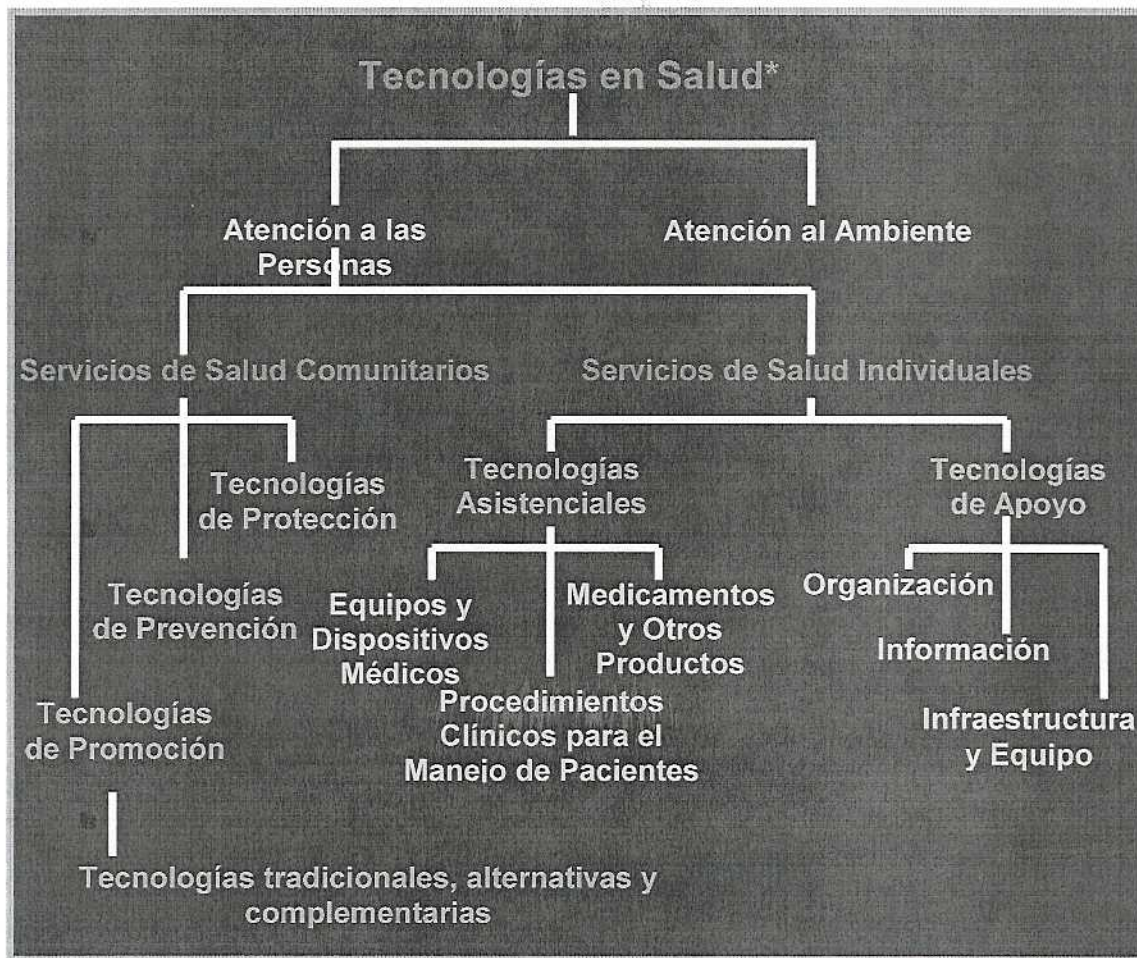 Tecnologías en Salud*
Atención a las
Personas
Atención al Ambiente
Servicios de Salud Comunitarios
Servicios de Salud Individuales
Tecnologías
de Protección
Tecnologías
de Prevención
Tecnologías
de Promoción
Tecnologías tradicionales, alternativas y
complementarias
Tecnologías
Asistenciales
Equipos y
Dispositivos
Médicos
Procedimientos
Clínicos para el
Manejo de Pacientes
Medicamentos
y Otros
Productos
Tecnologías
de Apoyo
Organización
Información
Infraestructura
y Equipo